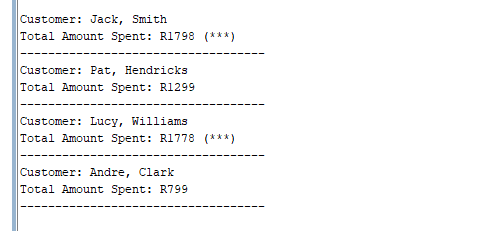 Customer: Jack, Smith
Total Amount Spent: R1798 (***)
-----------------------------------
Customer: Pat, Hendricks
Total Amount Spent: R1299
-----------------------------------
Customer: Lucy, Williams
Total Amount Spent: R1778 (***)
-----------------------------------
Customer: Andre, Clark
Total Amount Spent: R799
-----------------------------------